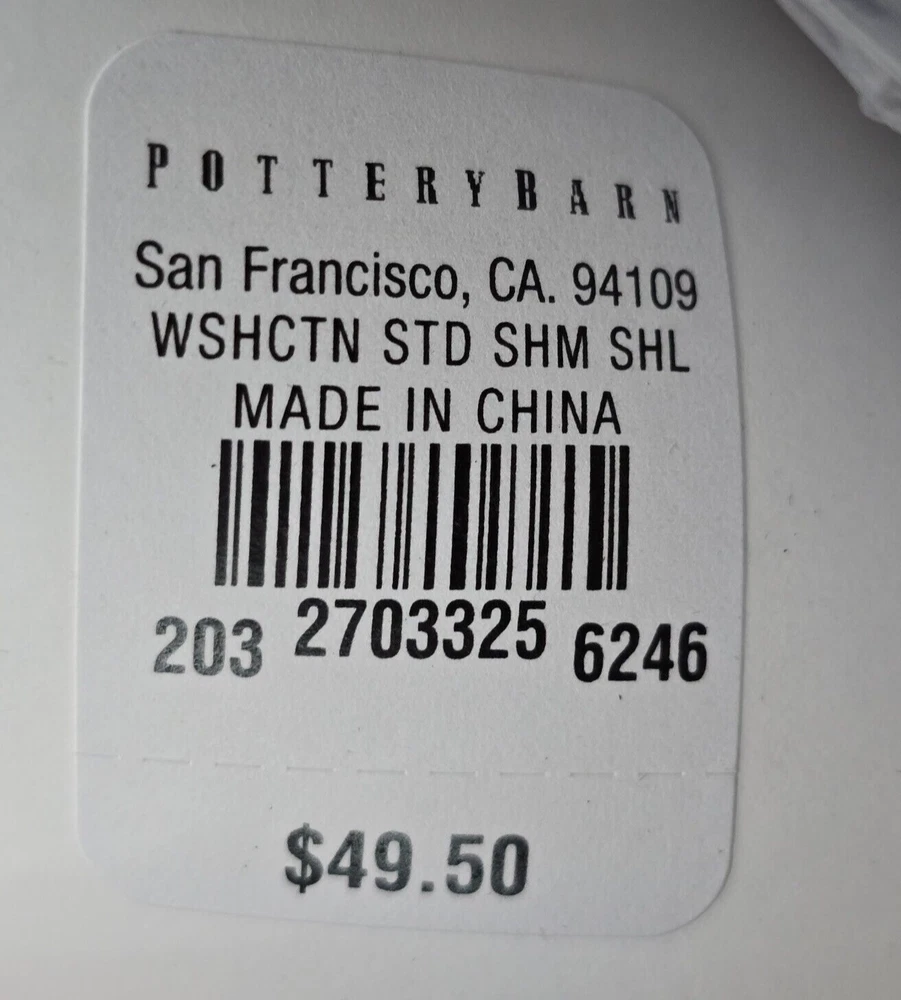 POTTERYBARN
San Francisco, CA. 94109
WSHCTN STD SHM SHL
MADE IN CHINA
203 2703325 6246
$49.50